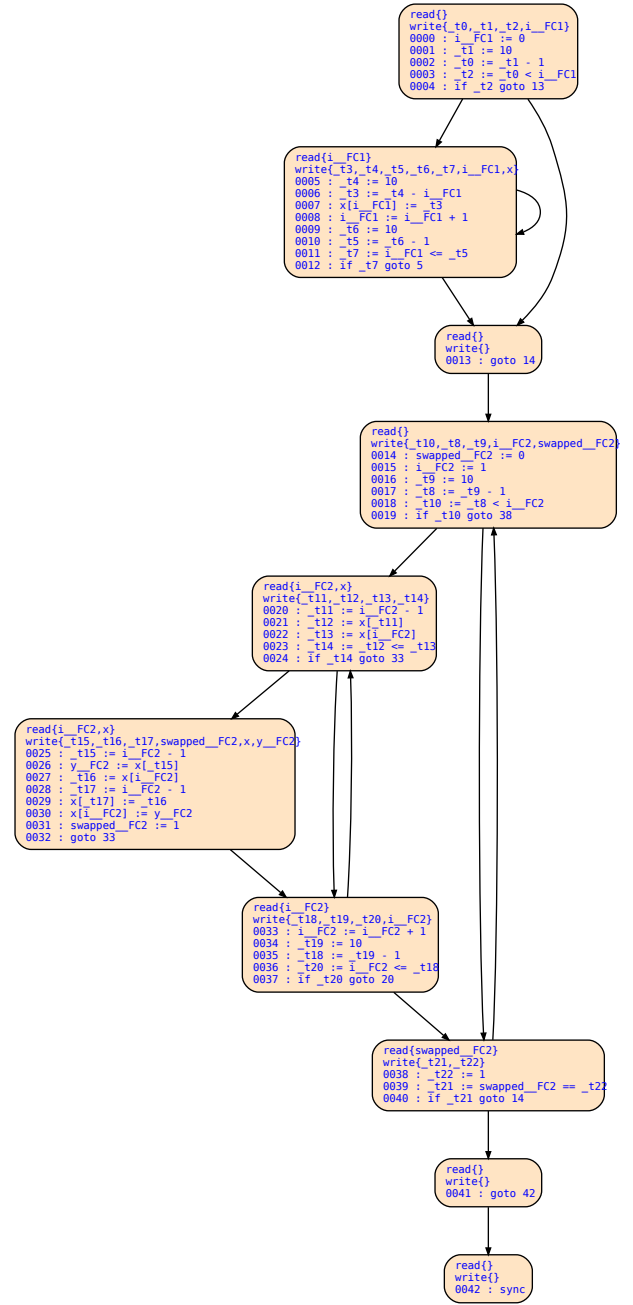 read{}
write{_t0,_t1,_t2,i__FC1}
0000 : i__FC1 := 0
0001 : _t1 := 10
0002 : _t0 := _t1 - 1
0003 : _t2 := _t0 < i__FC1
0004 : if _t2 goto 13
read{i__FC1}
write{_t3,_t4,_t5,_t6,_t7,i__FC1,x}
0005 : _t4 := 10
0006 : _t3 := _t4 - i__FC1
0007 : x[i__FC1] := _t3
0008 : i__FC1 := i__FC1 + 1
0009 : _t6 := 10
0010 : _t5 := _t6 - 1
0011 : _t7 := i__FC1 <= _t5
0012 : if _t7 goto 5
read{}
write{}
0013 : goto 14
read{}
write{_t10,_t8,_t9,i__FC2,swapped__FC2}
0014 : swapped__FC2 := 0
0015 : i__FC2 := 1
0016 : _t9 := 10
0017 : _t8 := _t9 - 1
0018 : _t10 := _t8 < i__FC2
0019 : if _t10 goto 38
read{i__FC2,x}
write{_t11,_t12,_t13,_t14}
0020 : _t11 := i__FC2 - 1
0021 : _t12 := x[_t11]
0022 : _t13 := x[i__FC2]
0023 : _t14 := _t12 <= _t13
0024 : if _t14 goto 33
read{i__FC2,x}
write{_t15,_t16,_t17,swapped__FC2,x,y__FC2}
0025 : _t15 := i__FC2 - 1
0026 : y__FC2 := x[_t15]
0027 : _t16 := x[i__FC2]
0028 : _t17 := i__FC2 - 1
0029 : x[_t17] := _t16
0030 : x[i__FC2] := y__FC2
0031 : swapped__FC2 := 1
0032 : goto 33
read{i__FC2}
write{_t18,_t19,_t20,i__FC2}
0033 : i__FC2 := i__FC2 + 1
0034 : _t19 := 10
0035 : _t18 := _t19 - 1
0036 : _t20 := i__FC2 <= _t18
0037 : if _t20 goto 20
read{swapped__FC2}
write{_t21,_t22}
0038 : _t22 := 1
0039 : _t21 := swapped__FC2 == _t22
0040 : if _t21 goto 14
read{}
write{}
0041 : goto 42
read{}
write{}
0042 : sync